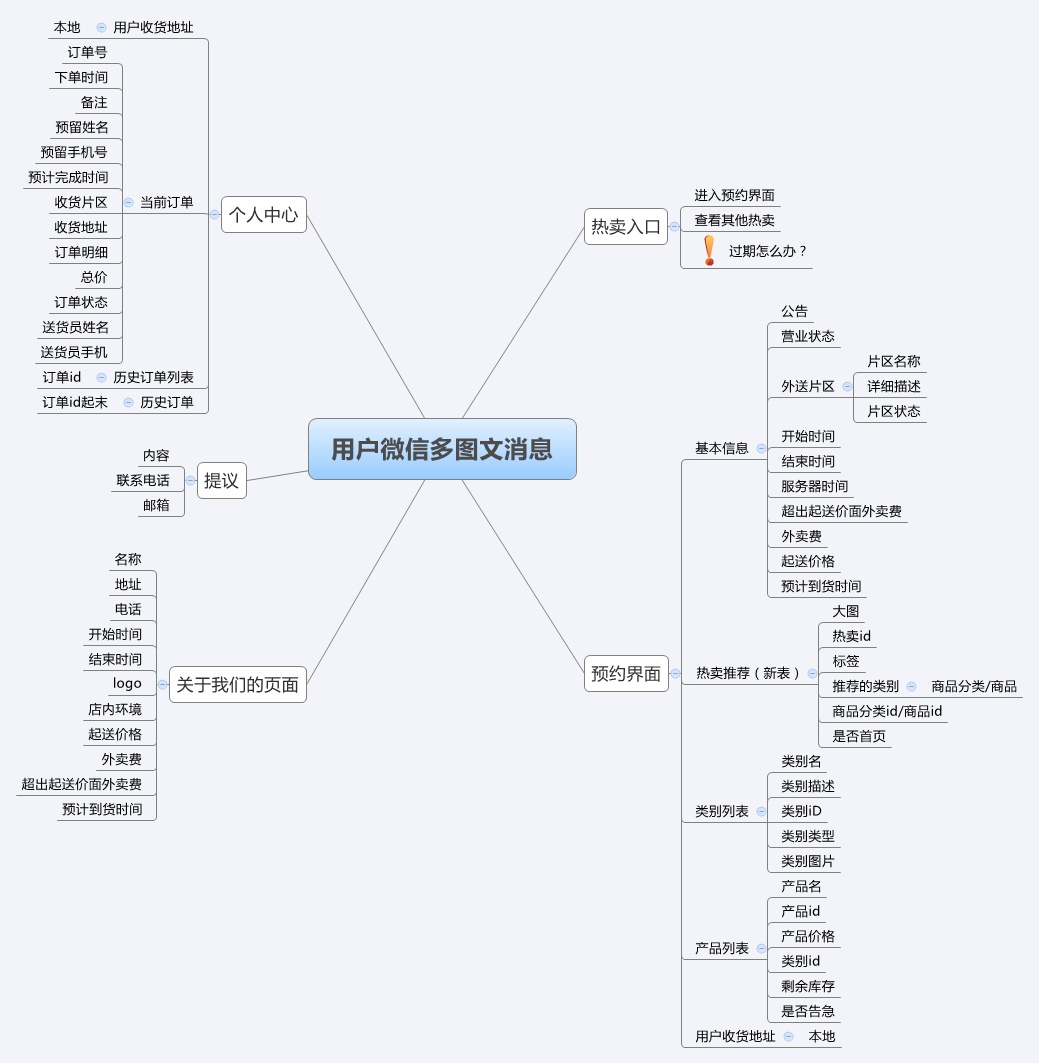 用户微信多图文消息
热卖入口
进入预约界面
查看其他热卖
过期怎么办？
预约界面
基本信息
公告
营业状态
外送片区
片区名称
详细描述
片区状态
开始时间
结束时间
服务器时间
超出起送价面外卖费
外卖费
起送价格
预计到货时间
热卖推荐（新表）
大图
热卖id
标签
推荐的类别
商品分类/商品
商品分类id/商品id
是否首页
类别列表
类别名
类别描述
类别iD
类别类型
类别图片
产品列表
产品名
产品id
产品价格
类别id
剩余库存
是否告急
用户收货地址
本地
个人中心
用户收货地址
本地
当前订单
订单号
下单时间
备注
预留姓名
预留手机号
预计完成时间
收货片区
收货地址
订单明细
总价
订单状态
送货员姓名
送货员手机
历史订单列表
订单id
历史订单
订单id起末
提议
内容
联系电话
邮箱
关于我们的页面
名称
地址
电话
开始时间
结束时间
logo
店内环境
起送价格
外卖费
超出起送价面外卖费
预计到货时间